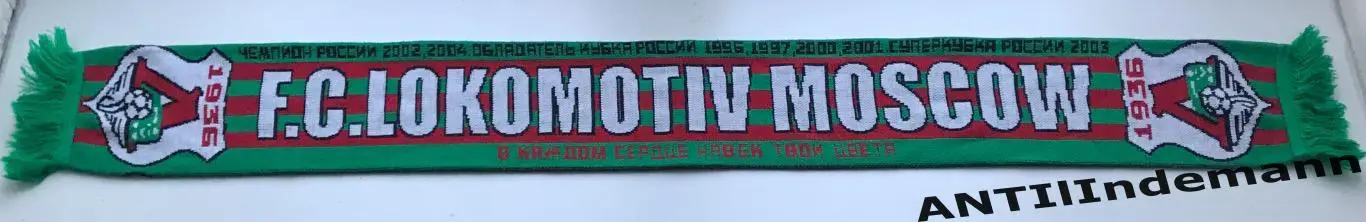 ЧЕМПИОН РОССИИ 2002,2004.ОБЛАДАТЕЛЬ КУБКА РОССИИ 1996,1997,2000,2001.СУПЕРКУБКА РОССИИ 2003
1936
F.C.LOKOMOTIV MOSCOW
1936
В КАЖДОМ СЕРДЦЕ НАВЕК ТВОИ ЦВЕТА
ANTIlIndemann